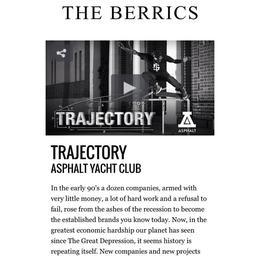 THE BERRICS
TRAJECTORY
ASPHALT
TRAJECTORY
ASPHALT YACHT CLUB
In the early 90's a dozen companies, armed with
very little money, a lot of hard work and a refusal to
fail, rose from the ashes of the recession to become
the established brands you know today. Now, in the
greatest economic hardship our planet has seen
since The Great Depression, it seems history is
repeating itself. New companies and new projects